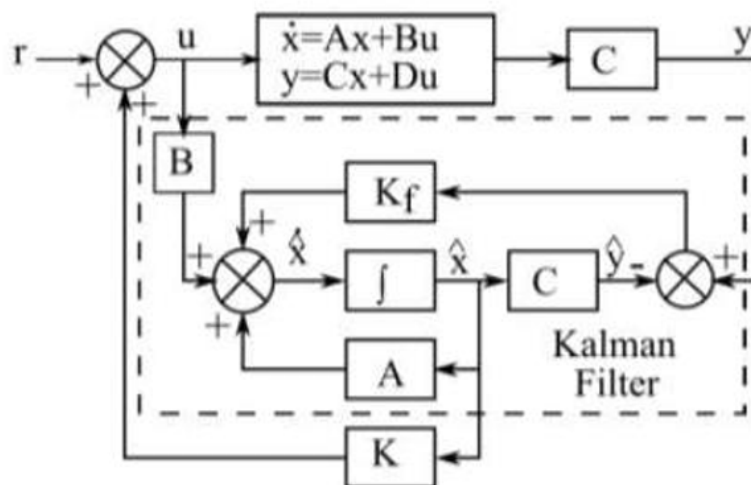 r
+
+
u
ẋ=Ax+Bu
y=Cx+Du
C
y
B
K_f
+
+
+
x̂̇
∫
x̂
C
ŷ
-
+
A
Kalman
Filter
K